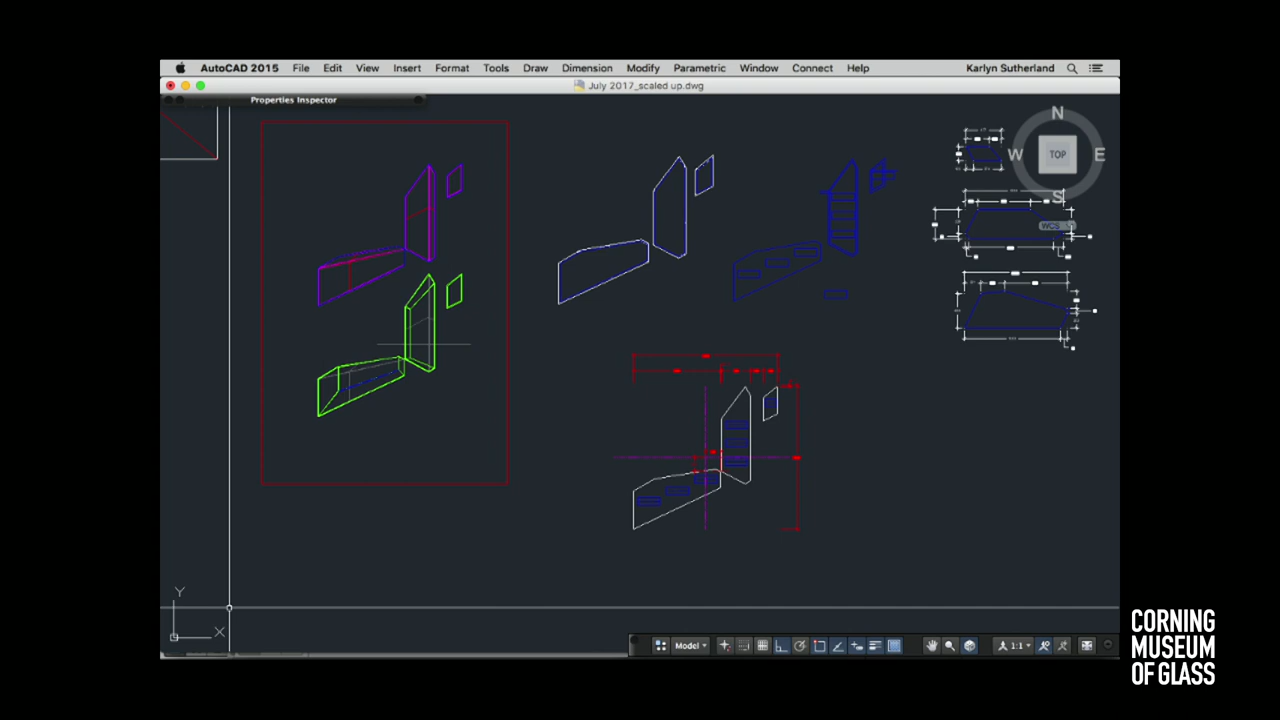 AutoCAD 2015 File Edit View Insert Format Tools Draw Dimension Modify Parametric Window Connect Help Karlyn Sutherland
July 2017_scaled up.dwg
Properties Inspector
N
W TOP E
S
WCS
Y
X
Model 1:1
CORNING
MUSEUM
OF GLASS